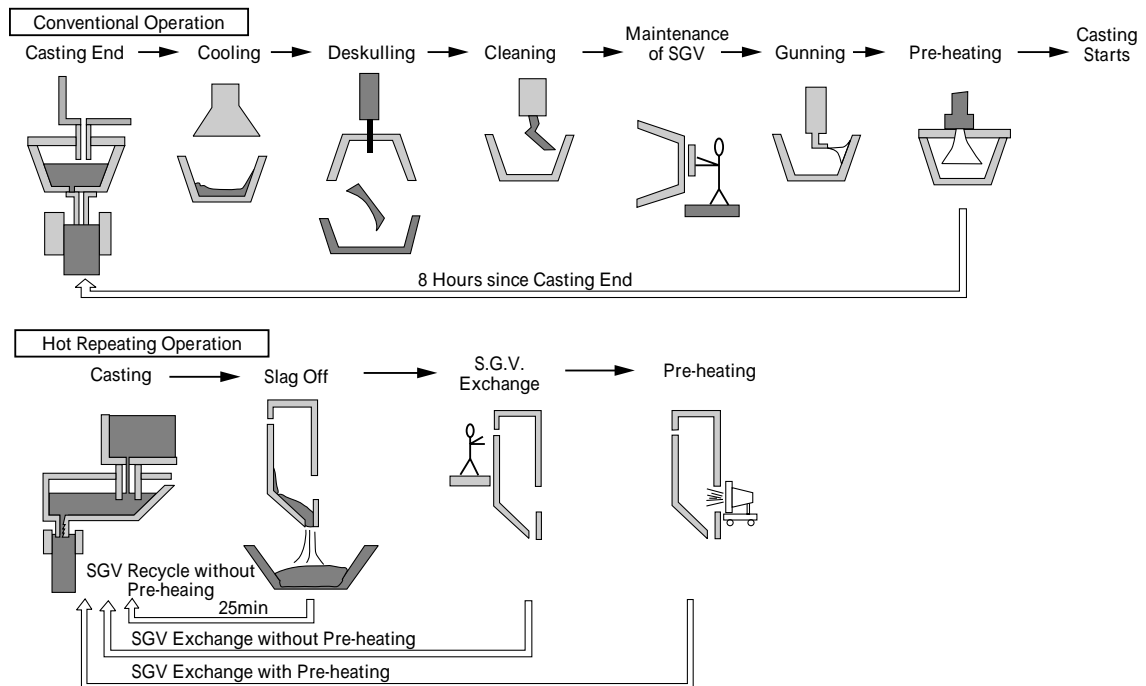 Conventional Operation
Casting End
Cooling
Deskulling
Cleaning
Maintenance
of SGV
Gunning
Pre-heating
Casting
Starts
8 Hours since Casting End
Hot Repeating Operation
Casting
Slag Off
S.G.V.
Exchange
Pre-heating
SGV Recycle without
Pre-heaing
25min
SGV Exchange without Pre-heating
SGV Exchange with Pre-heating